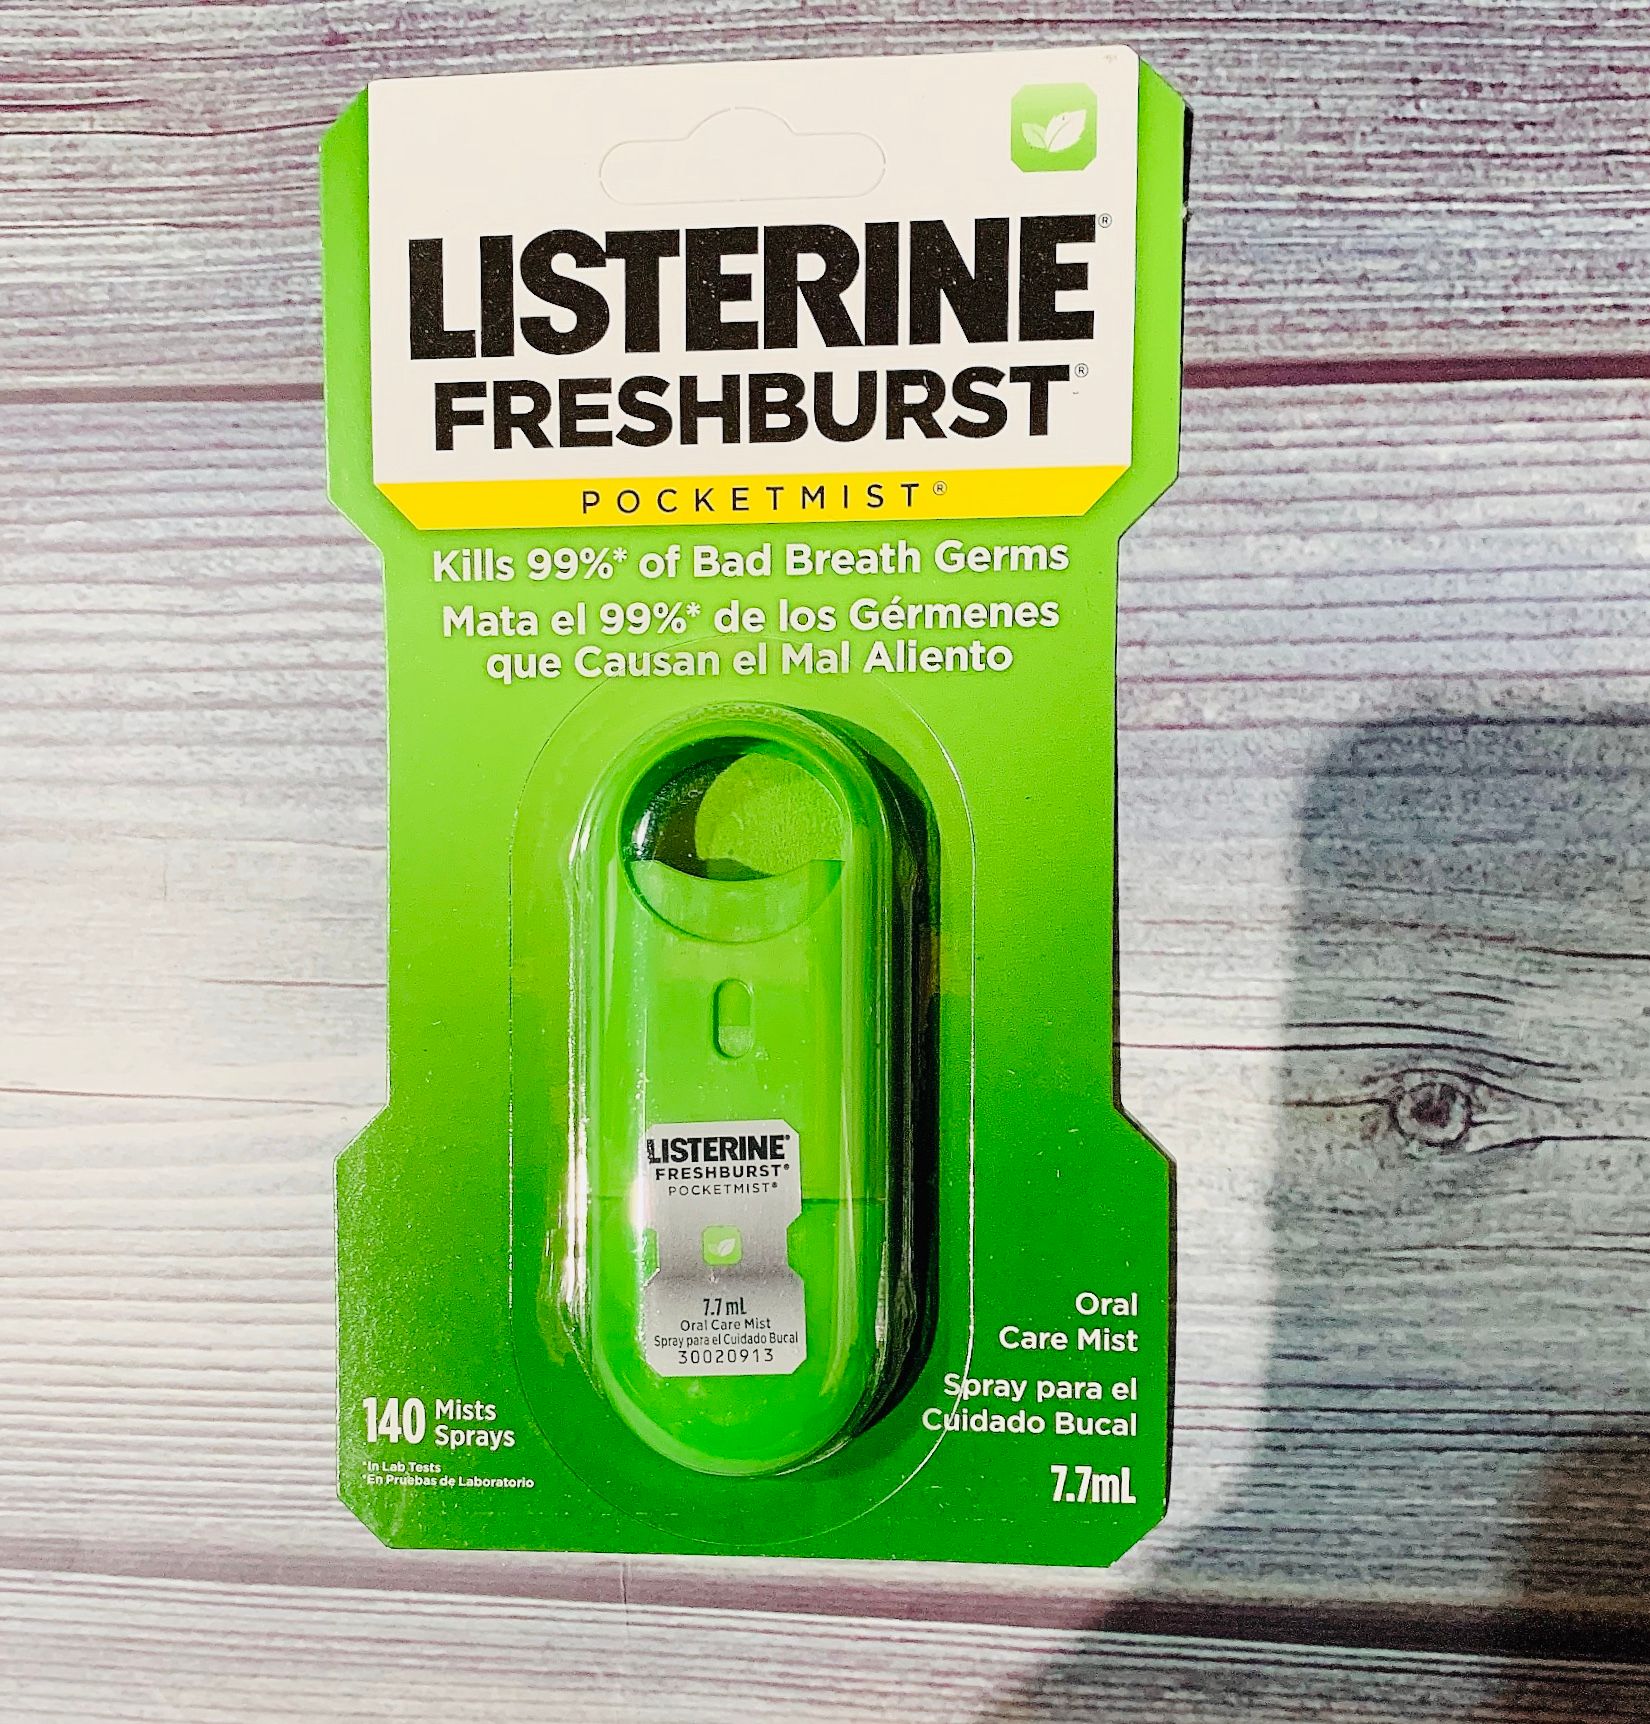 LISTERINE®
FRESHBURST®
POCKETMIST®
Kills 99%* of Bad Breath Germs
Mata el 99%* de los Gérmenes
que Causan el Mal Aliento
LISTERINE®
FRESHBURST®
POCKETMIST®
7.7 mL
Oral Care Mist
Spray para el Cuidado Bucal
30020913
140 Mists
Sprays
*In Lab Tests
*En Pruebas de Laboratorio
Oral
Care Mist
Spray para el
Cuidado Bucal
7.7mL